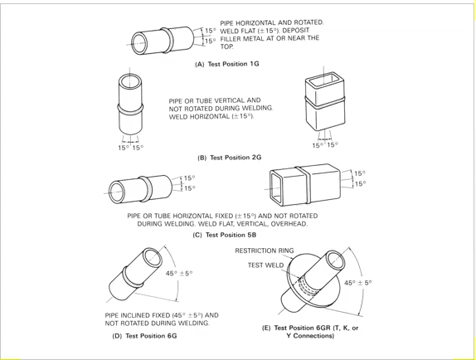 15°
15°
PIPE HORIZONTAL AND ROTATED.
WELD FLAT (±15°). DEPOSIT
FILLER METAL AT OR NEAR THE
TOP.
(A) Test Position 1G
PIPE OR TUBE VERTICAL AND
NOT ROTATED DURING WELDING.
WELD HORIZONTAL (±15°).
15° 15°
15° 15°
(B) Test Position 2G
15°
15°
15°
15°
PIPE OR TUBE HORIZONTAL FIXED (±15°) AND NOT ROTATED
DURING WELDING. WELD FLAT, VERTICAL, OVERHEAD.
(C) Test Position 5B
RESTRICTION RING
TEST WELD
45° ±5°
45° ±5°
PIPE INCLINED FIXED (45° ±5°) AND
NOT ROTATED DURING WELDING.
(D) Test Position 6G
(E) Test Position 6GR (T, K, or
Y Connections)